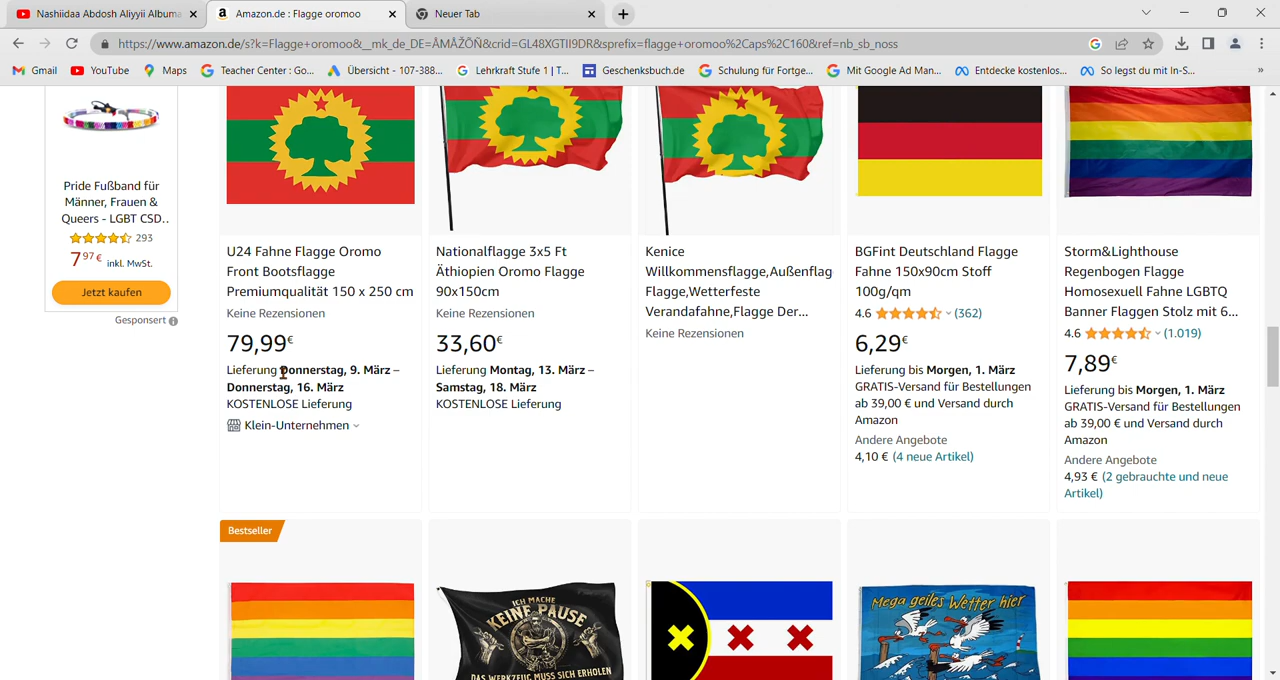 Nashiidaa Abdosh Aliyyii Albuma
Amazon.de : Flagge oromoo
Neuer Tab
https://www.amazon.de/s?k=Flagge+oromoo&__mk_de_DE=ÅMÅŽÕÑ&crid=GLI8XGTII9DR&sprefix=flagge+oromoo%2Caps%2C160&ref=nb_sb_noss
Gmail
YouTube
Maps
Teacher Center : Go...
Übersicht - 107-388...
Lehrkraft Stufe 1 | T...
Geschenksbuch.de
Schulung für Fortge...
Mit Google Ad Man...
Entdecke kostenlos...
So legst du mit In-S...
»
Pride Fußband für
Männer, Frauen &
Queers - LGBT CSD..
293
7 97 € inkl. MwSt.
Jetzt kaufen
Gesponsert
U24 Fahne Flagge Oromo
Front Bootsflagge
Premiumqualität 150 x 250 cm
Keine Rezensionen
79,99€
Lieferung Donnerstag, 9. März –
Donnerstag, 16. März
KOSTENLOSE Lieferung
Klein-Unternehmen
Nationalflagge 3x5 Ft
Äthiopien Oromo Flagge
90x150cm
Keine Rezensionen
33,60€
Lieferung Montag, 13. März –
Samstag, 18. März
KOSTENLOSE Lieferung
Kenice
Willkommensflagge,Außenflag
Flagge,Wetterfeste
Verandafahne,Flagge Der...
Keine Rezensionen
BGFint Deutschland Flagge
Fahne 150x90cm Stoff
100g/qm
4.6 (362)
6,29€
Lieferung bis Morgen, 1. März
GRATIS-Versand für Bestellungen
ab 39,00 € und Versand durch
Amazon
Andere Angebote
4,10 € (4 neue Artikel)
Storm&Lighthouse
Regenbogen Flagge
Homosexuell Fahne LGBTQ
Banner Flaggen Stolz mit 6...
4.6 (1.019)
7,89€
Lieferung bis Morgen, 1. März
GRATIS-Versand für Bestellungen
ab 39,00 € und Versand durch
Amazon
Andere Angebote
4,93 € (2 gebrauchte und neue
Artikel)
Bestseller
ICH MACHE
KEINE PAUSE
DAS WERKZEUG MUSS SICH ERHOLEN
Mega geiles Wetter hier